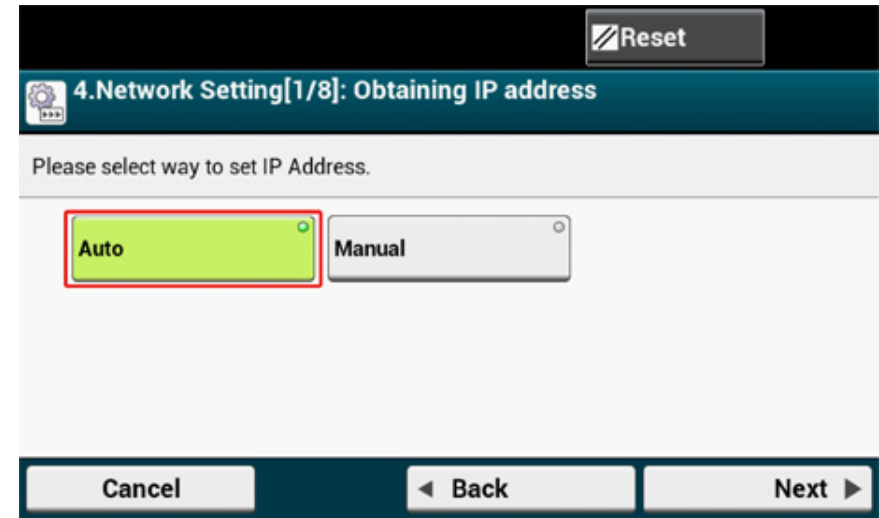 Reset
4.Network Setting[1/8]: Obtaining IP address
Please select way to set IP Address.
Auto
Manual
Cancel
Back
Next